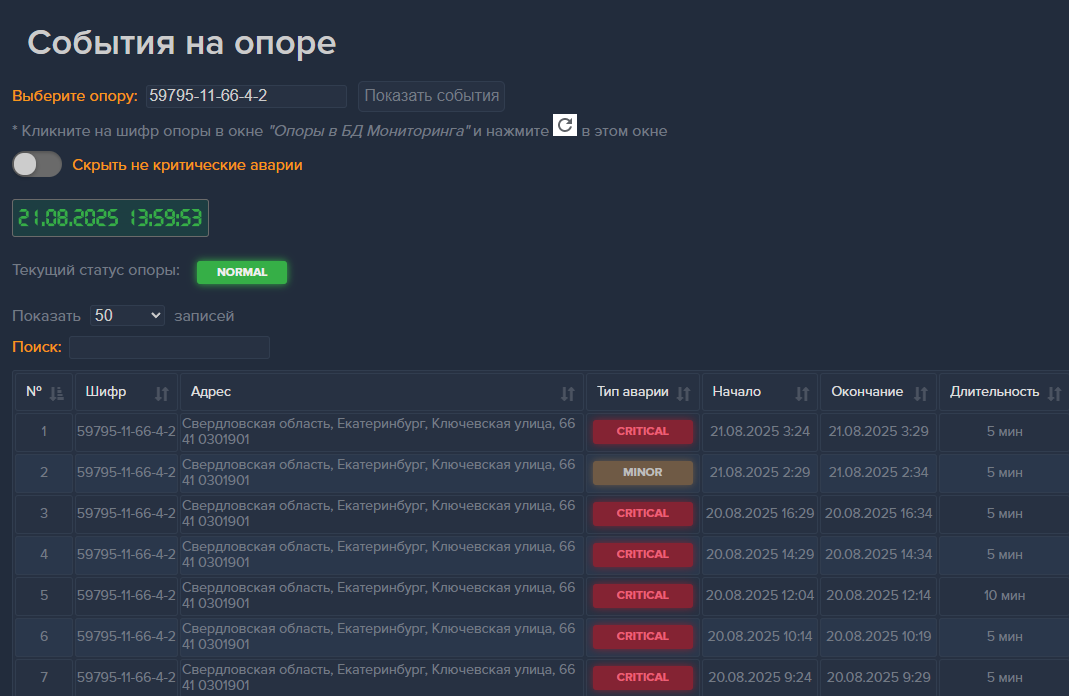 События на опоре
Выберите опору: 59795-11-66-4-2 Показать события
* Кликните на шифр опоры в окне "Опоры в БД Мониторинга" и нажмите в этом окне
Скрыть не критические аварии
21.08.2025 13:59:53
Текущий статус опоры: NORMAL
Показать 50 записей
Поиск:
№ Шифр Адрес Тип аварии Начало Окончание Длительность
1 59795-11-66-4-2 Свердловская область, Екатеринбург, Ключевская улица, 66 CRITICAL 21.08.2025 3:24 21.08.2025 3:29 5 мин
41 0301901
2 59795-11-66-4-2 Свердловская область, Екатеринбург, Ключевская улица, 66 MINOR 21.08.2025 2:29 21.08.2025 2:34 5 мин
41 0301901
3 59795-11-66-4-2 Свердловская область, Екатеринбург, Ключевская улица, 66 CRITICAL 20.08.2025 16:29 20.08.2025 16:34 5 мин
41 0301901
4 59795-11-66-4-2 Свердловская область, Екатеринбург, Ключевская улица, 66 CRITICAL 20.08.2025 14:29 20.08.2025 14:34 5 мин
41 0301901
5 59795-11-66-4-2 Свердловская область, Екатеринбург, Ключевская улица, 66 CRITICAL 20.08.2025 12:04 20.08.2025 12:14 10 мин
41 0301901
6 59795-11-66-4-2 Свердловская область, Екатеринбург, Ключевская улица, 66 CRITICAL 20.08.2025 10:14 20.08.2025 10:19 5 мин
41 0301901
7 59795-11-66-4-2 Свердловская область, Екатеринбург, Ключевская улица, 66 CRITICAL 20.08.2025 9:24 20.08.2025 9:29 5 мин
41 0301901